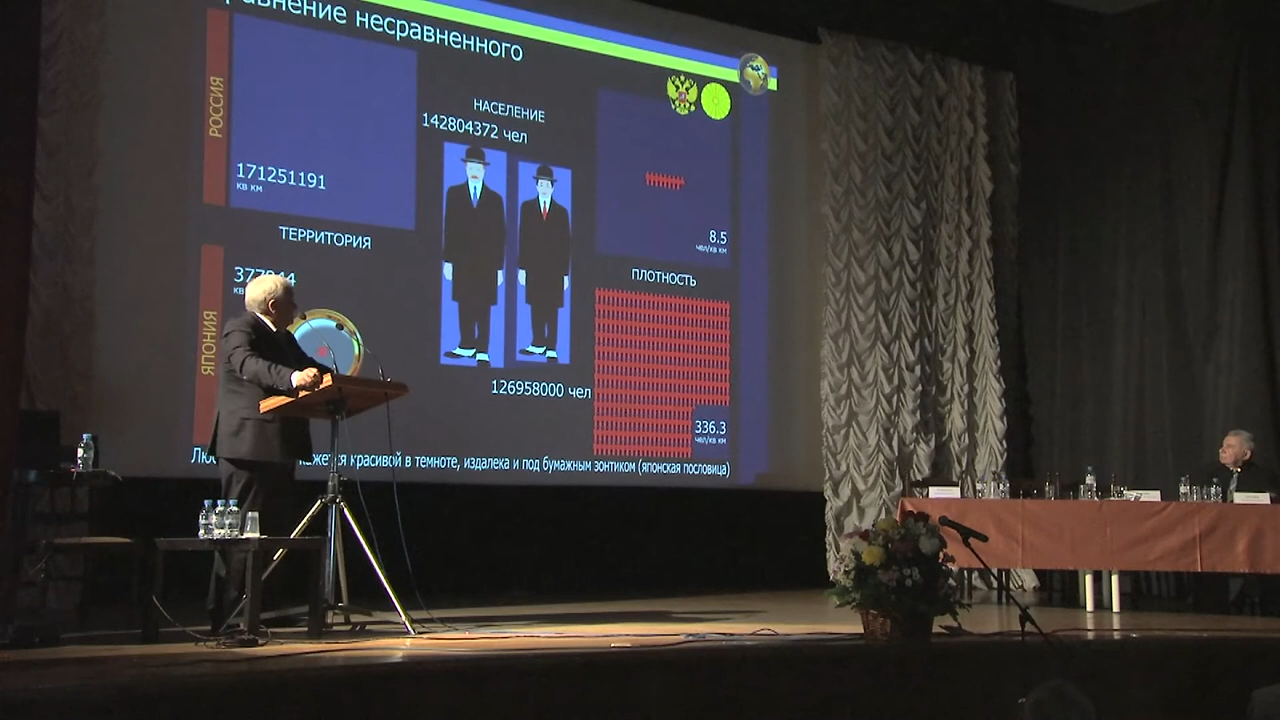 равнение несравненного
РОССИЯ
НАСЕЛЕНИЕ
142804372 чел
171251191
кв км
8.5
чел/кв км
ТЕРРИТОРИЯ
ПЛОТНОСТЬ
ЯПОНИЯ
126958000 чел
336.3
чел/кв км
красивой в темноте, издалека и под бумажным зонтиком (японская пословица)